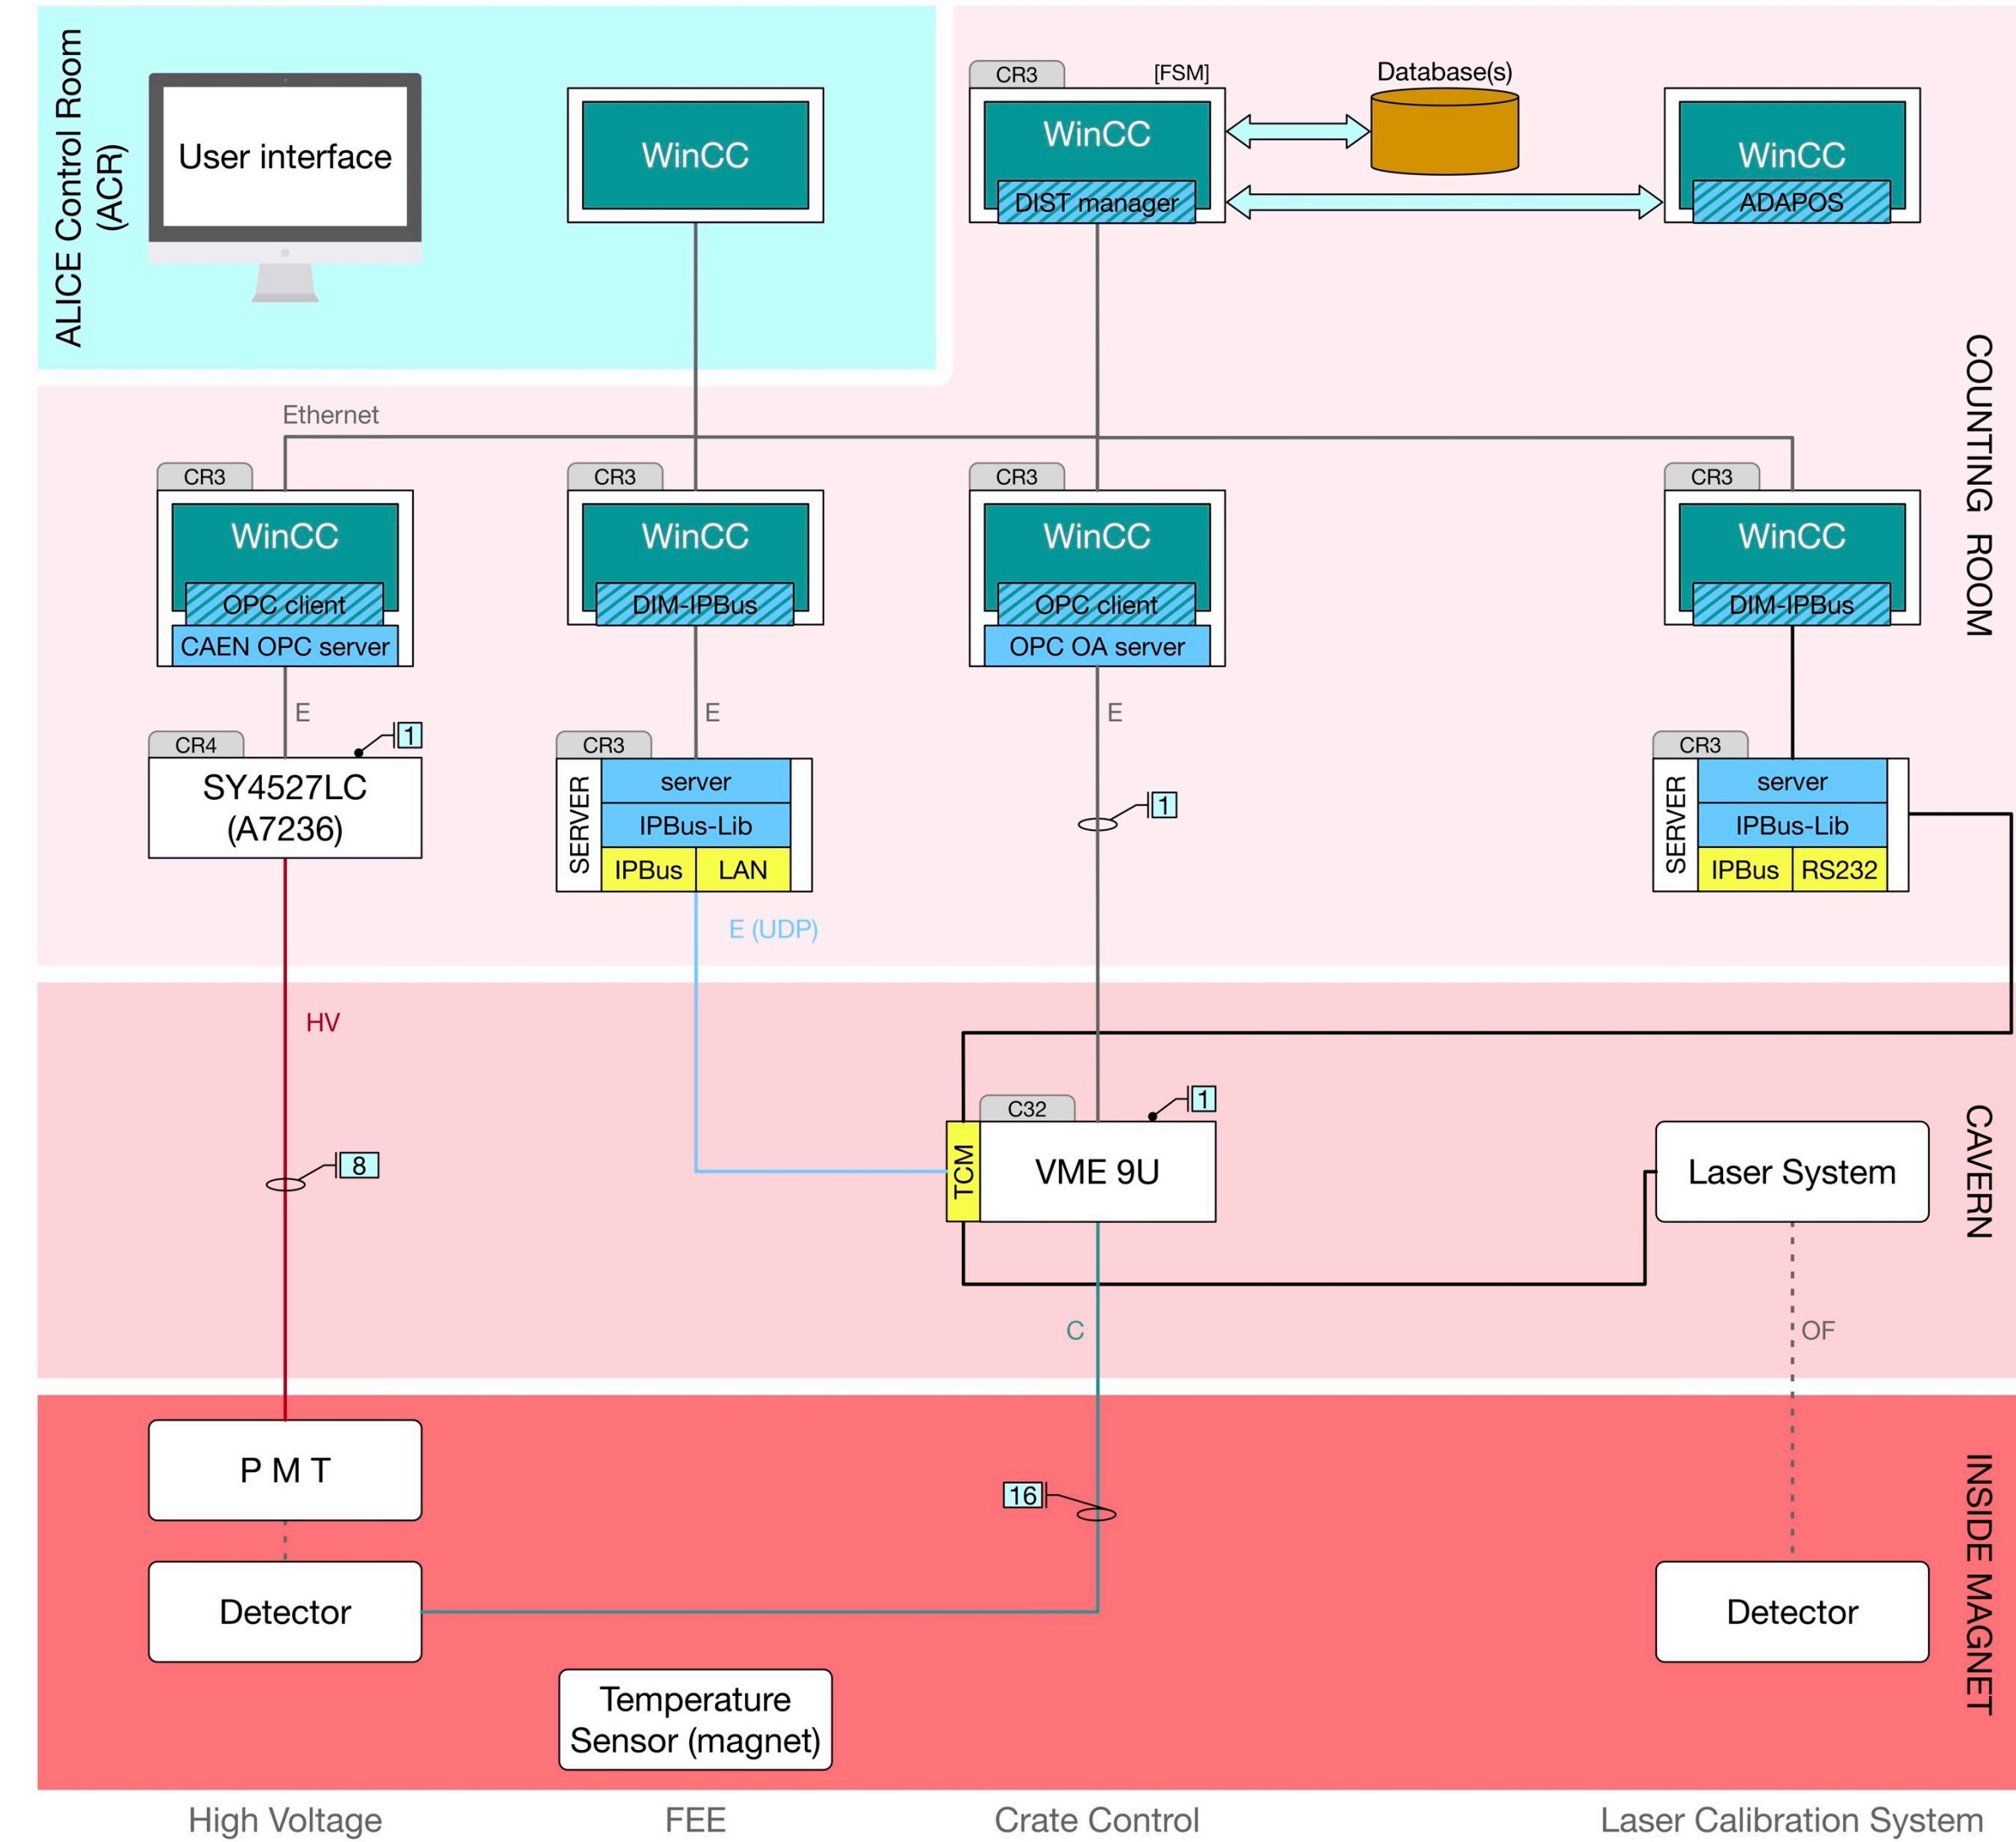 ALICE Control Room
(ACR)
User interface
WinCC
CR3
[FSM]
WinCC
DIST manager
Database(s)
WinCC
ADAPOS
COUNTING ROOM
Ethernet
CR3
WinCC
OPC client
CAEN OPC server
CR3
WinCC
DIM-IPBus
CR3
WinCC
OPC client
OPC OA server
CR3
WinCC
DIM-IPBus
E
E
E
CR4
1
SY4527LC
(A7236)
CR3
SERVER
server
IPBus-Lib
IPBus
LAN
1
CR3
SERVER
server
IPBus-Lib
IPBus
RS232
E (UDP)
HV
8
C32
1
TCM
VME 9U
Laser System
CAVERN
C
OF
P M T
16
Detector
Detector
INSIDE MAGNET
Temperature
Sensor (magnet)
High Voltage
FEE
Crate Control
Laser Calibration System